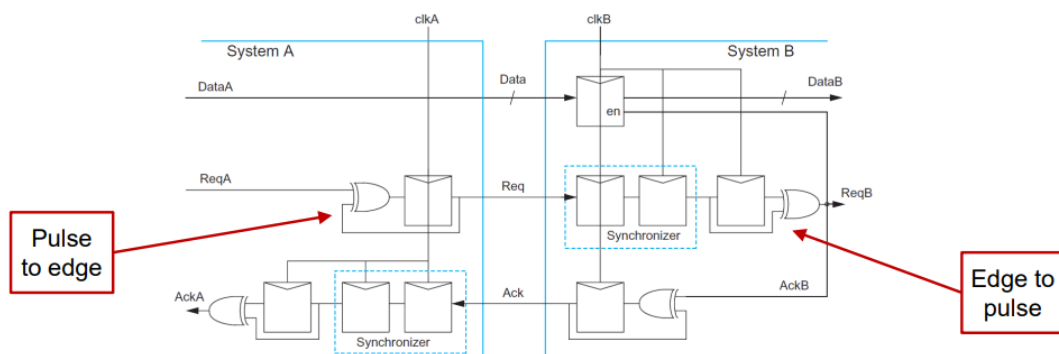 clkA
clkB
System A
System B
DataA
Data
DataB
en
ReqA
Req
ReqB
Synchronizer
Pulse
to edge
Edge to
pulse
AckA
Ack
AckB
Synchronizer